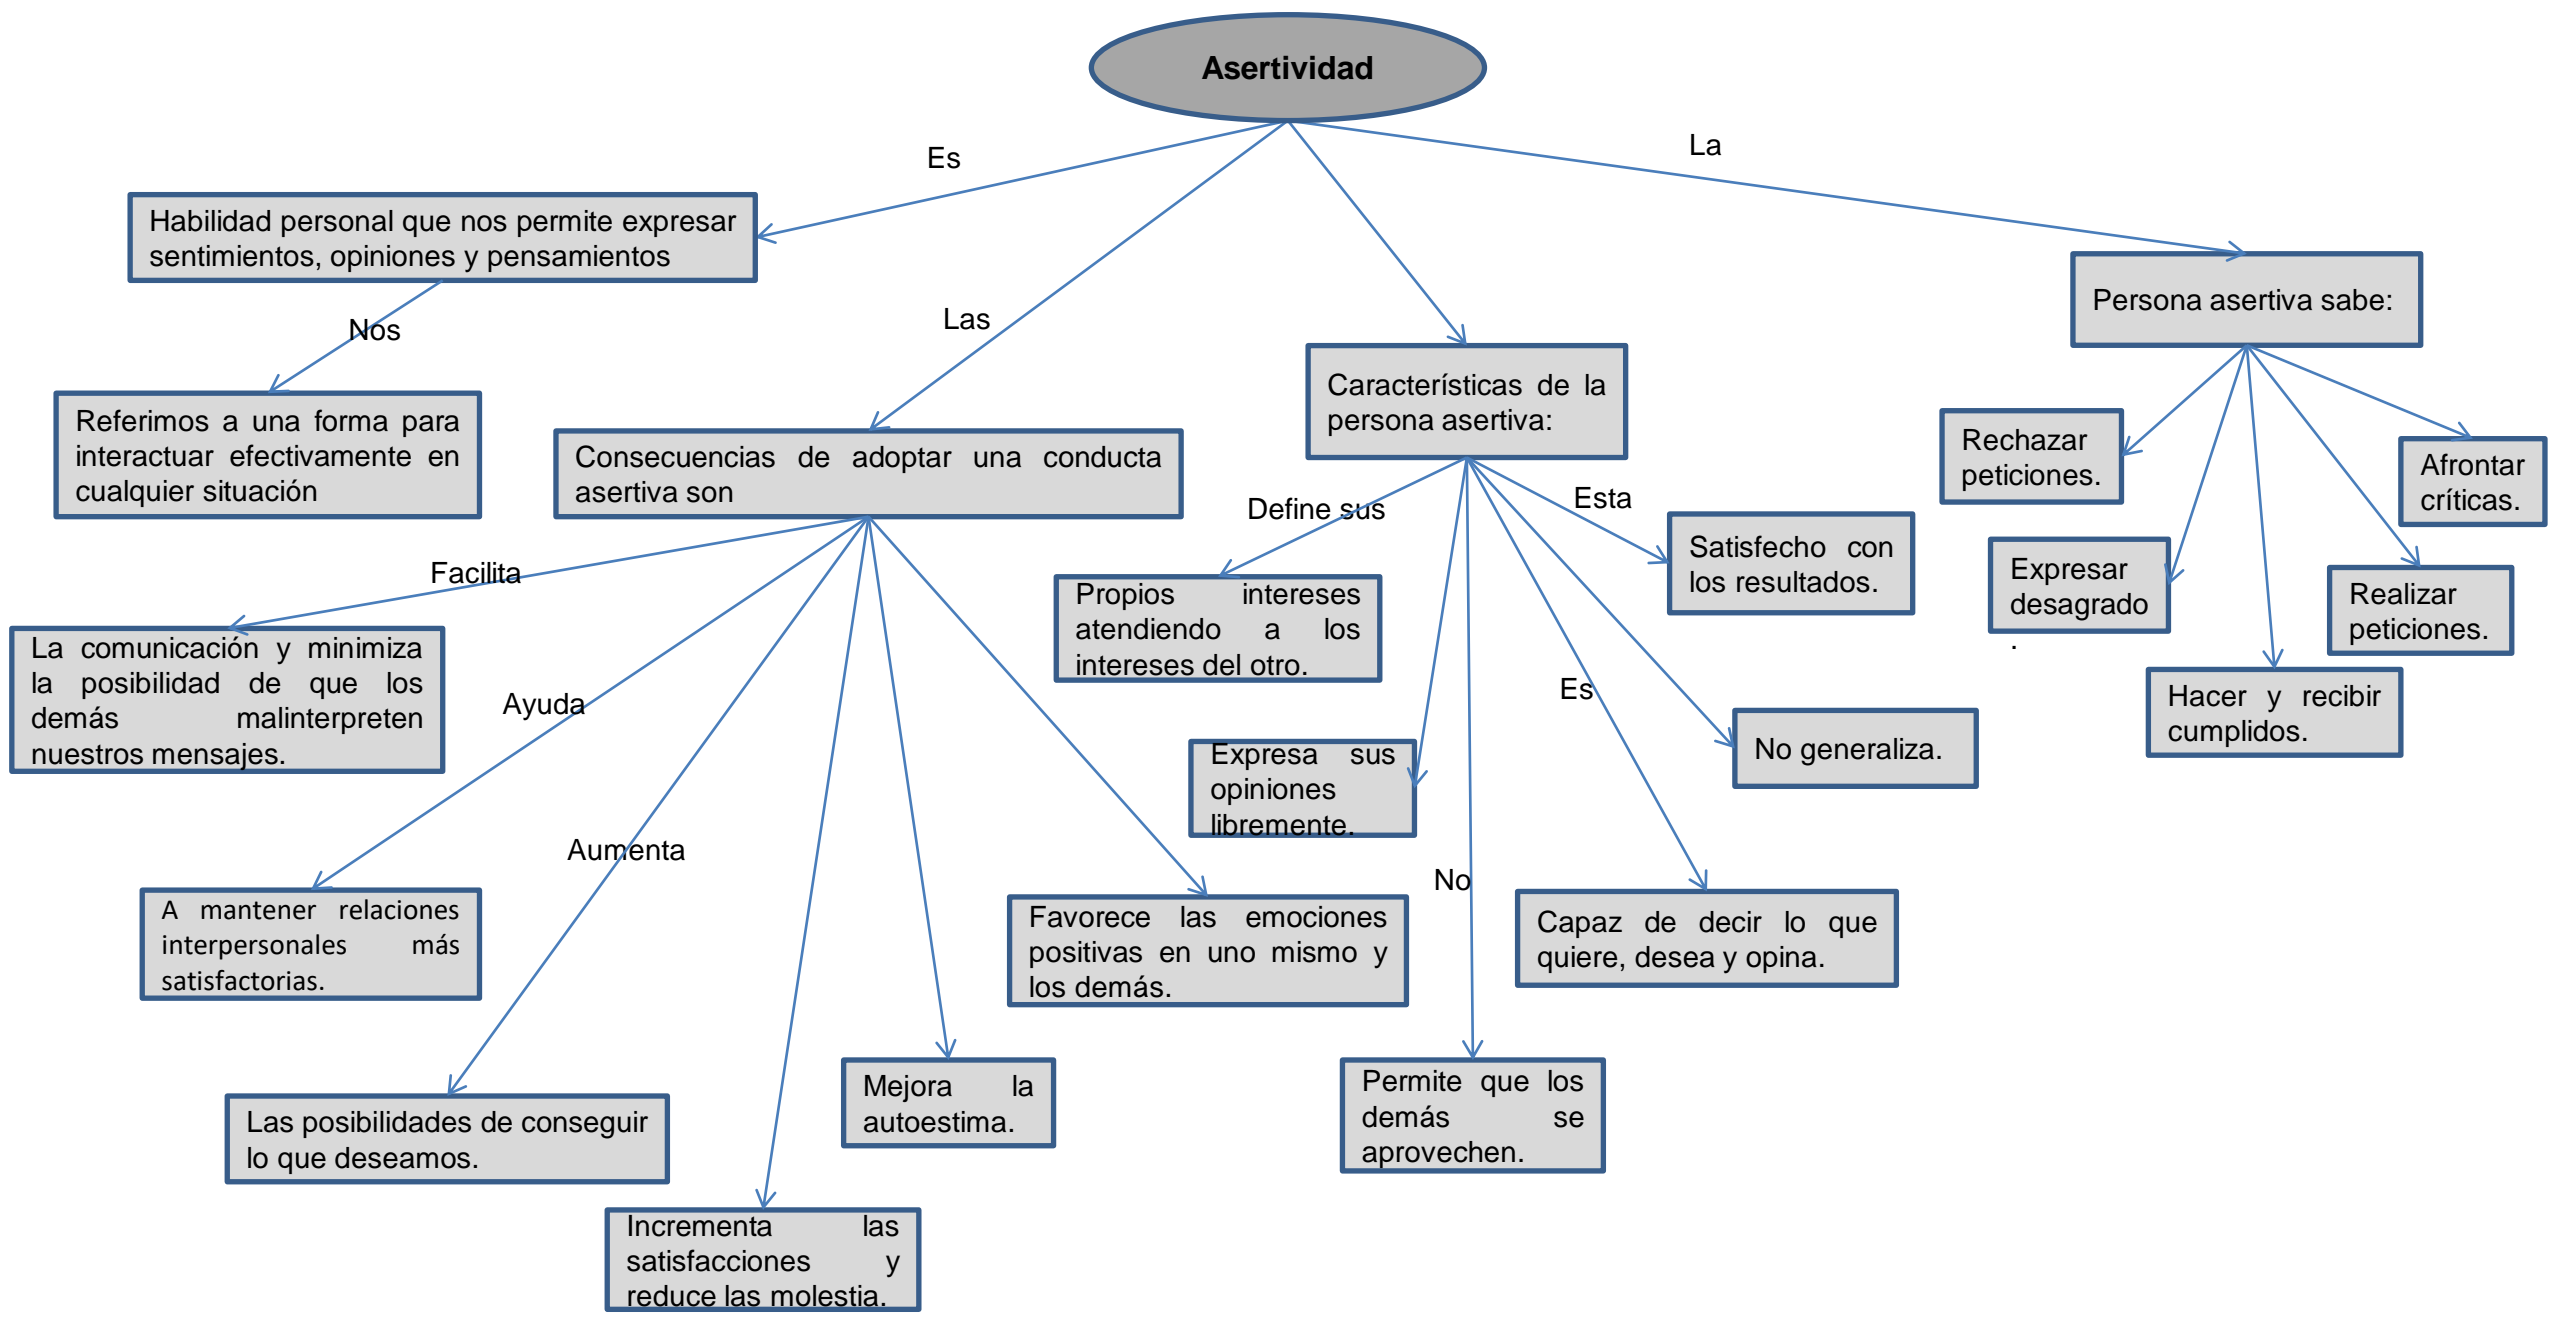 Asertividad
Es
La
Habilidad personal que nos permite expresar
sentimientos, opiniones y pensamientos
Nos
Referimos a una forma para
interactuar efectivamente en
cualquier situación
Las
Consecuencias de adoptar una conducta
asertiva son
Facilita
La comunicación y minimiza
la posibilidad de que los
demás malinterpreten
nuestros mensajes.
Ayuda
A mantener relaciones
interpersonales más
satisfactorias.
Aumenta
Las posibilidades de conseguir
lo que deseamos.
Incrementa las
satisfacciones y
reduce las molestia.
Mejora la
autoestima.
Favorece las emociones
positivas en uno mismo y
los demás.
Características de la
persona asertiva:
Define sus
Propios intereses
atendiendo a los
intereses del otro.
Expresa sus
opiniones
libremente.
No
Permite que los
demás se
aprovechen.
Es
Capaz de decir lo que
quiere, desea y opina.
No generaliza.
Esta
Satisfecho con
los resultados.
Persona asertiva sabe:
Rechazar
peticiones.
Expresar
desagrado
.
Hacer y recibir
cumplidos.
Realizar
peticiones.
Afrontar
críticas.